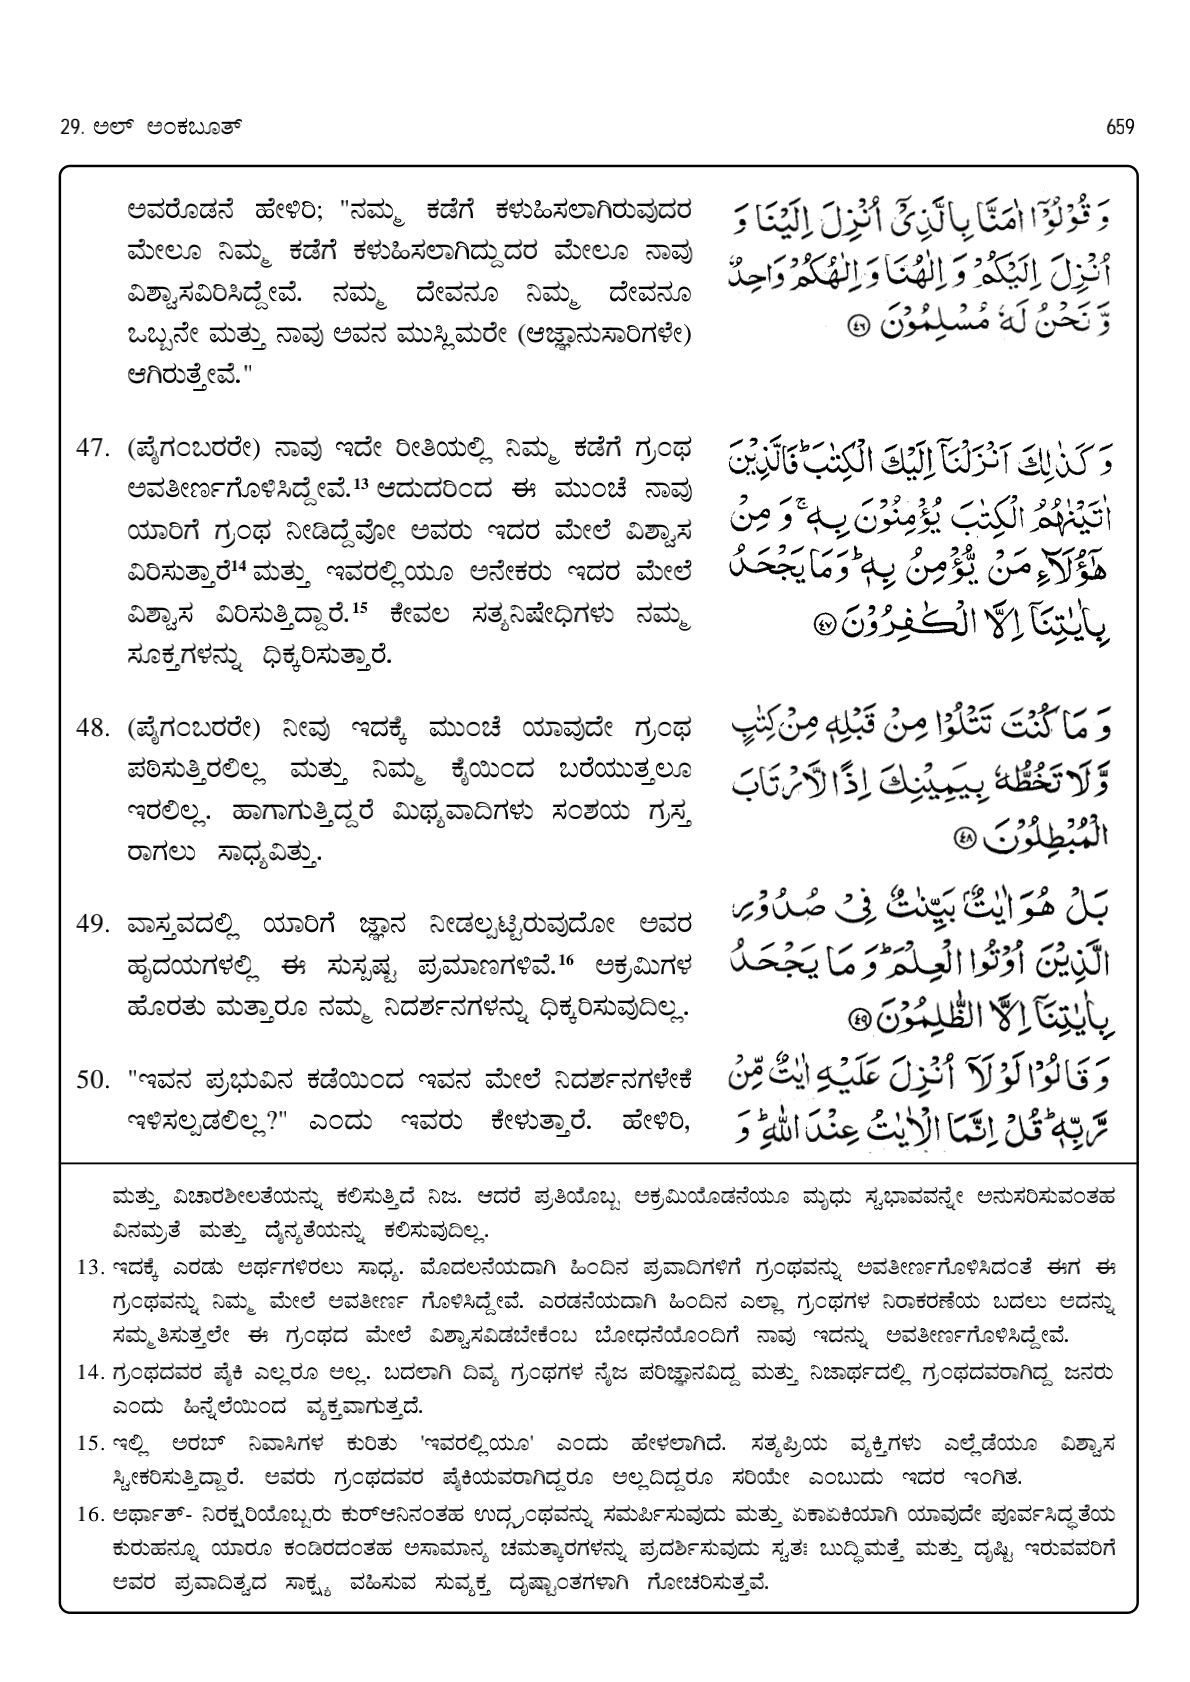 29. ಅಲ್ ಅಂಕಬೂತ್
659
ಅವರೊಡನೆ ಹೇಳಿರಿ; "ನಮ್ಮ ಕಡೆಗೆ ಕಳುಹಿಸಲಾಗಿರುವುದರ
ಮೇಲೂ ನಿಮ್ಮ ಕಡೆಗೆ ಕಳುಹಿಸಲಾಗಿದ್ದುದರ ಮೇಲೂ ನಾವು
ವಿಶ್ವಾಸವಿರಿಸಿದ್ದೇವೆ. ನಮ್ಮ ದೇವನೂ ನಿಮ್ಮ ದೇವನೂ
ಒಬ್ಬನೇ ಮತ್ತು ನಾವು ಅವನ ಮುಸ್ಲಿಮರೇ (ಆಜ್ಞಾನುಸಾರಿಗಳೇ)
ಆಗಿರುತ್ತೇವೆ."
وَ قُوْلُوْۤا اٰمَنَّا بِالَّذِیْۤ اُنْزِلَ اِلَیْنَا وَ
اُنْزِلَ اِلَیْكُمْ وَ اِلٰهُنَا وَ اِلٰهُكُمْ وَاحِدٌ
وَّ نَحْنُ لَهٗ مُسْلِمُوْنَ ﴿۴۶﴾
47. (ಪೈಗಂಬರರೇ) ನಾವು ಇದೇ ರೀತಿಯಲ್ಲಿ ನಿಮ್ಮ ಕಡೆಗೆ ಗ್ರಂಥ
ಅವತೀರ್ಣಗೊಳಿಸಿದ್ದೇವೆ.¹³ ಆದುದರಿಂದ ಈ ಮುಂಚೆ ನಾವು
ಯಾರಿಗೆ ಗ್ರಂಥ ನೀಡಿದ್ದೆವೋ ಅವರು ಇದರ ಮೇಲೆ ವಿಶ್ವಾಸ
ವಿರಿಸುತ್ತಾರೆ¹⁴ ಮತ್ತು ಇವರಲ್ಲಿಯೂ ಅನೇಕರು ಇದರ ಮೇಲೆ
ವಿಶ್ವಾಸ ವಿರಿಸುತ್ತಿದ್ದಾರೆ.¹⁵ ಕೇವಲ ಸತ್ಯನಿಷೇಧಿಗಳು ನಮ್ಮ
ಸೂಕ್ತಗಳನ್ನು ಧಿಕ್ಕರಿಸುತ್ತಾರೆ.
وَ كَذٰلِكَ اَنْزَلْنَاۤ اِلَیْكَ الْكِتٰبَ ؕ فَالَّذِیْنَ
اٰتَیْنٰهُمُ الْكِتٰبَ یُؤْمِنُوْنَ بِهٖ ۚ وَ مِنْ
هٰۤؤُلَآءِ مَنْ یُّؤْمِنُ بِهٖ ؕ وَ مَا یَجْحَدُ
بِاٰیٰتِنَاۤ اِلَّا الْكٰفِرُوْنَ ﴿۴۷﴾
48. (ಪೈಗಂಬರರೇ) ನೀವು ಇದಕ್ಕೆ ಮುಂಚೆ ಯಾವುದೇ ಗ್ರಂಥ
ಪಠಿಸುತ್ತಿರಲಿಲ್ಲ ಮತ್ತು ನಿಮ್ಮ ಕೈಯಿಂದ ಬರೆಯುತ್ತಲೂ
ಇರಲಿಲ್ಲ. ಹಾಗಾಗುತ್ತಿದ್ದರೆ ಮಿಥ್ಯವಾದಿಗಳು ಸಂಶಯ ಗ್ರಸ್ತ
ರಾಗಲು ಸಾಧ್ಯವಿತ್ತು.
وَ مَا كُنْتَ تَتْلُوْا مِنْ قَبْلِهٖ مِنْ كِتٰبٍ
وَّ لَا تَخُطُّهٗ بِیَمِیْنِكَ اِذًا لَّارْتَابَ
الْمُبْطِلُوْنَ ﴿۴۸﴾
49. ವಾಸ್ತವದಲ್ಲಿ ಯಾರಿಗೆ ಜ್ಞಾನ ನೀಡಲ್ಪಟ್ಟಿರುವುದೋ ಅವರ
ಹೃದಯಗಳಲ್ಲಿ ಈ ಸುಸ್ಪಷ್ಟ ಪ್ರಮಾಣಗಳಿವೆ.¹⁶ ಅಕ್ರಮಿಗಳ
ಹೊರತು ಮತ್ತಾರೂ ನಮ್ಮ ನಿದರ್ಶನಗಳನ್ನು ಧಿಕ್ಕರಿಸುವುದಿಲ್ಲ.
بَلْ هُوَ اٰیٰتٌۢ بَیِّنٰتٌ فِیْ صُدُوْرِ
الَّذِیْنَ اُوْتُوا الْعِلْمَ ؕ وَ مَا یَجْحَدُ
بِاٰیٰتِنَاۤ اِلَّا الظّٰلِمُوْنَ ﴿۴۹﴾
50. "ಇವನ ಪ್ರಭುವಿನ ಕಡೆಯಿಂದ ಇವನ ಮೇಲೆ ನಿದರ್ಶನಗಳೇಕೆ
ಇಳಿಸಲ್ಪಡಲಿಲ್ಲ?" ಎಂದು ಇವರು ಕೇಳುತ್ತಾರೆ. ಹೇಳಿರಿ,
وَ قَالُوْا لَوْ لَاۤ اُنْزِلَ عَلَیْهِ اٰیٰتٌ مِّنْ
رَّبِّهٖ ؕ قُلْ اِنَّمَا الْاٰیٰتُ عِنْدَ اللّٰهِ ؕ وَ
ಮತ್ತು ವಿಚಾರಶೀಲತೆಯನ್ನು ಕಲಿಸುತ್ತಿದೆ ನಿಜ. ಆದರೆ ಪ್ರತಿಯೊಬ್ಬ ಅಕ್ರಮಿಯೊಡನೆಯೂ ಮೃಧು ಸ್ವಭಾವವನ್ನೇ ಅನುಸರಿಸುವಂತಹ
ವಿನಮ್ರತೆ ಮತ್ತು ದೈನ್ಯತೆಯನ್ನು ಕಲಿಸುವುದಿಲ್ಲ.
13. ಇದಕ್ಕೆ ಎರಡು ಅರ್ಥಗಳಿರಲು ಸಾಧ್ಯ. ಮೊದಲನೆಯದಾಗಿ ಹಿಂದಿನ ಪ್ರವಾದಿಗಳಿಗೆ ಗ್ರಂಥವನ್ನು ಅವತೀರ್ಣಗೊಳಿಸಿದಂತೆ ಈಗ ಈ
ಗ್ರಂಥವನ್ನು ನಿಮ್ಮ ಮೇಲೆ ಅವತೀರ್ಣ ಗೊಳಿಸಿದ್ದೇವೆ. ಎರಡನೆಯದಾಗಿ ಹಿಂದಿನ ಎಲ್ಲಾ ಗ್ರಂಥಗಳ ನಿರಾಕರಣೆಯ ಬದಲು ಅದನ್ನು
ಸಮ್ಮತಿಸುತ್ತಲೇ ಈ ಗ್ರಂಥದ ಮೇಲೆ ವಿಶ್ವಾಸವಿಡಬೇಕೆಂಬ ಬೋಧನೆಯೊಂದಿಗೆ ನಾವು ಇದನ್ನು ಅವತೀರ್ಣಗೊಳಿಸಿದ್ದೇವೆ.
14. ಗ್ರಂಥದವರ ಪೈಕಿ ಎಲ್ಲರೂ ಅಲ್ಲ. ಬದಲಾಗಿ ದಿವ್ಯ ಗ್ರಂಥಗಳ ನೈಜ ಪರಿಜ್ಞಾನವಿದ್ದ ಮತ್ತು ನಿಜಾರ್ಥದಲ್ಲಿ ಗ್ರಂಥದವರಾಗಿದ್ದ ಜನರು
ಎಂದು ಹಿನ್ನೆಲೆಯಿಂದ ವ್ಯಕ್ತವಾಗುತ್ತದೆ.
15. ಇಲ್ಲಿ ಅರಬ್ ನಿವಾಸಿಗಳ ಕುರಿತು 'ಇವರಲ್ಲಿಯೂ' ಎಂದು ಹೇಳಲಾಗಿದೆ. ಸತ್ಯಪ್ರಿಯ ವ್ಯಕ್ತಿಗಳು ಎಲ್ಲೆಡೆಯೂ ವಿಶ್ವಾಸ
ಸ್ವೀಕರಿಸುತ್ತಿದ್ದಾರೆ. ಅವರು ಗ್ರಂಥದವರ ಪೈಕಿಯವರಾಗಿದ್ದರೂ ಅಲ್ಲದಿದ್ದರೂ ಸರಿಯೇ ಎಂಬುದು ಇದರ ಇಂಗಿತ.
16. ಅರ್ಥಾತ್- ನಿರಕ್ಷರಿಯೊಬ್ಬರು ಕುರ್‌ಆನಿನಂತಹ ಉದ್ಗ್ರಂಥವನ್ನು ಸಮರ್ಪಿಸುವುದು ಮತ್ತು ಏಕಾಏಕಿಯಾಗಿ ಯಾವುದೇ ಪೂರ್ವಸಿದ್ಧತೆಯ
ಕುರುಹನ್ನೂ ಯಾರೂ ಕಂಡಿರದಂತಹ ಅಸಾಮಾನ್ಯ ಚಮತ್ಕಾರಗಳನ್ನು ಪ್ರದರ್ಶಿಸುವುದು ಸ್ವತಃ ಬುದ್ಧಿಮತ್ತೆ ಮತ್ತು ದೃಷ್ಟಿ ಇರುವವರಿಗೆ
ಅವರ ಪ್ರವಾದಿತ್ವದ ಸಾಕ್ಷ್ಯ ವಹಿಸುವ ಸುವ್ಯಕ್ತ ದೃಷ್ಟಾಂತಗಳಾಗಿ ಗೋಚರಿಸುತ್ತವೆ.